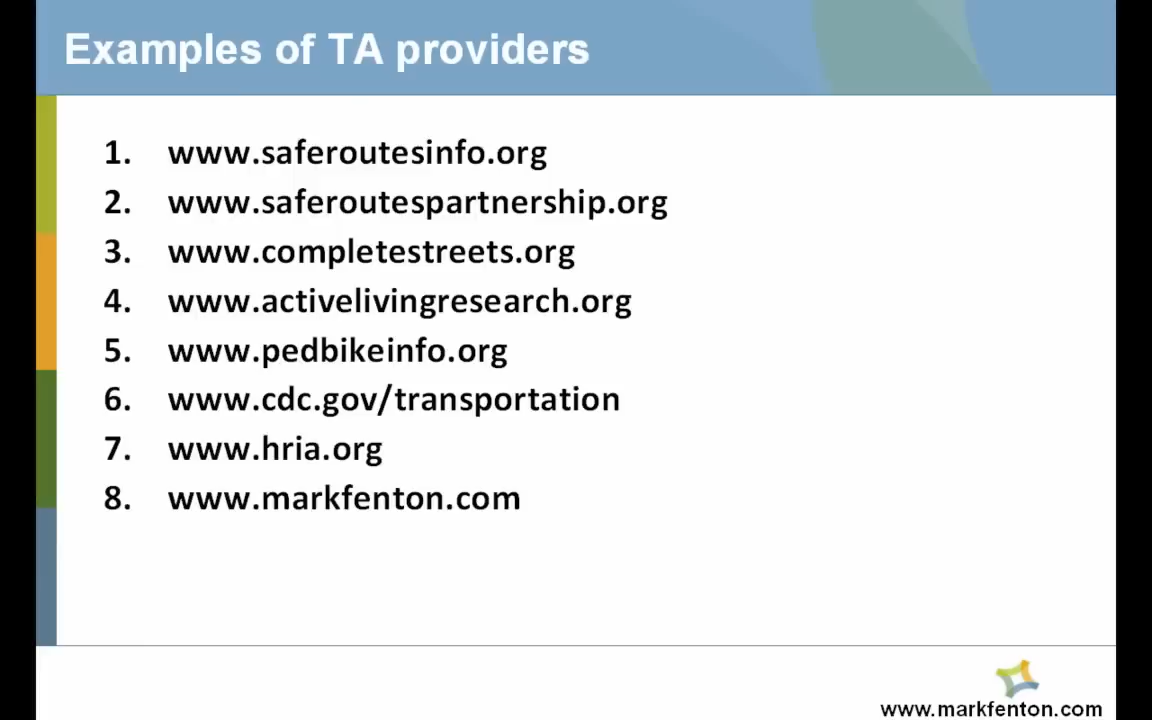 Examples of TA providers
1. www.saferoutesinfo.org
2. www.saferoutespartnership.org
3. www.completestreets.org
4. www.activelivingresearch.org
5. www.pedbikeinfo.org
6. www.cdc.gov/transportation
7. www.hria.org
8. www.markfenton.com
www.markfenton.com